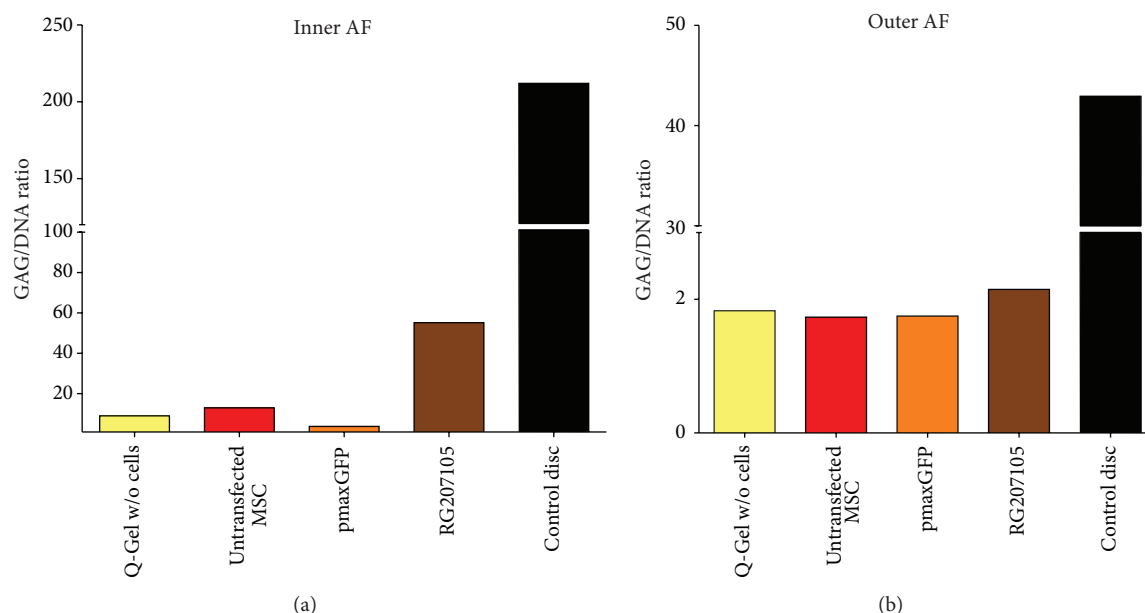 Inner AF
GAG/DNA ratio
250
200
150
100
80
60
40
20
Q-Gel w/o cells
Untransfected
MSC
pmaxGFP
RG207105
Control disc
(a)
Outer AF
GAG/DNA ratio
50
40
30
2
0
Q-Gel w/o cells
Untransfected
MSC
pmaxGFP
RG207105
Control disc
(b)